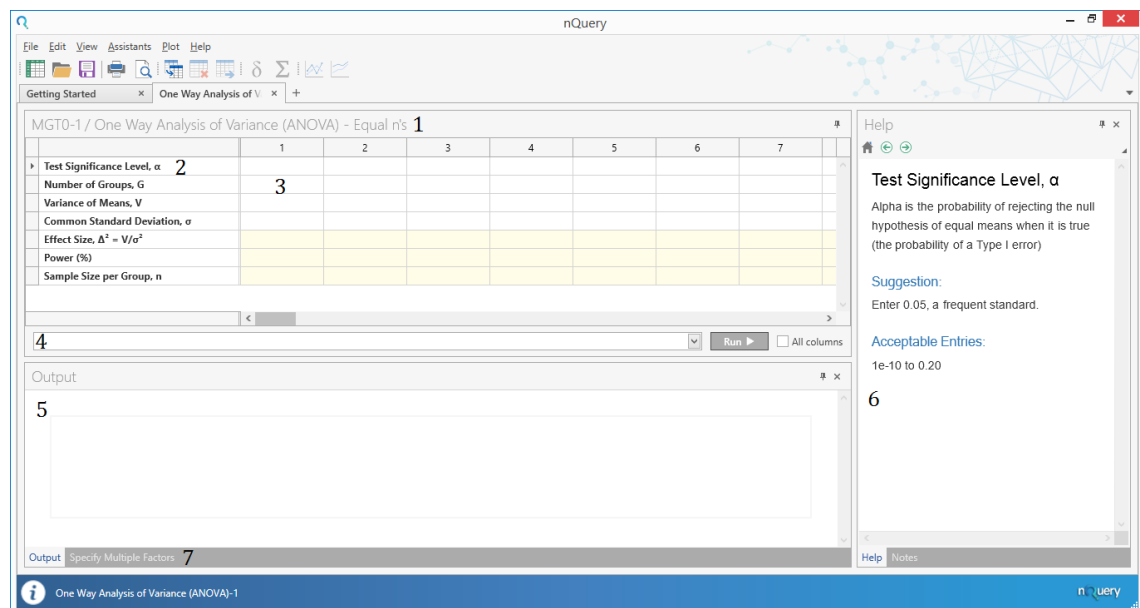 nQuery
File Edit View Assistants Plot Help
δ Σ
Getting Started × One Way Analysis of V × +
MGT0-1 / One Way Analysis of Variance (ANOVA) - Equal n's 1
1 2 3 4 5 6 7
Test Significance Level, α 2
Number of Groups, G 3
Variance of Means, V
Common Standard Deviation, σ
Effect Size, Δ² = V/σ²
Power (%)
Sample Size per Group, n
4 Run All columns
Output
5
Output Specify Multiple Factors 7
Help
Test Significance Level, α
Alpha is the probability of rejecting the null
hypothesis of equal means when it is true
(the probability of a Type I error)
Suggestion:
Enter 0.05, a frequent standard.
Acceptable Entries:
1e-10 to 0.20
6
Help Notes
i One Way Analysis of Variance (ANOVA)-1 nQuery